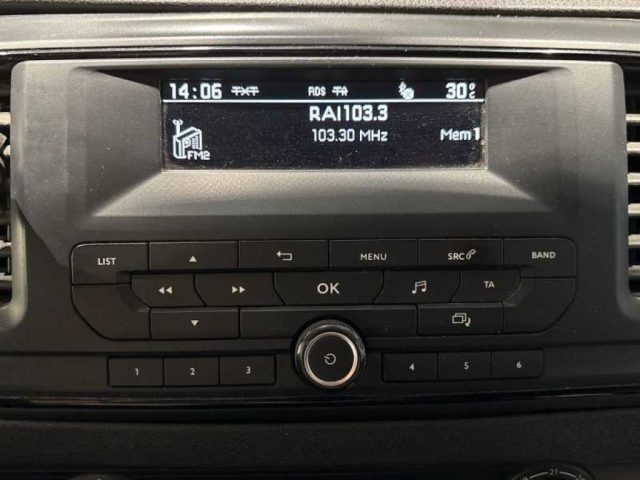 14:06 TXT RDS TA 30°C
RAI103.3
103.30 MHz Mem1
FM2
LIST MENU SRC BAND
OK TA
1 2 3 4 5 6
21